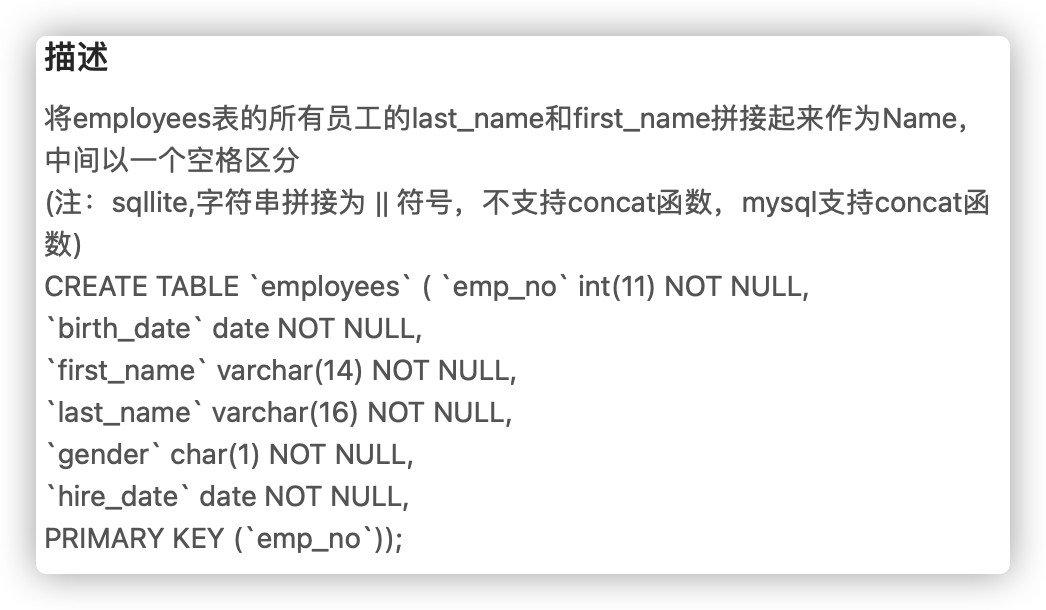 描述
将employees表的所有员工的last_name和first_name拼接起来作为Name，
中间以一个空格区分
(注：sqllite,字符串拼接为 || 符号，不支持concat函数，mysql支持concat函
数)
CREATE TABLE `employees` ( `emp_no` int(11) NOT NULL,
`birth_date` date NOT NULL,
`first_name` varchar(14) NOT NULL,
`last_name` varchar(16) NOT NULL,
`gender` char(1) NOT NULL,
`hire_date` date NOT NULL,
PRIMARY KEY (`emp_no`));